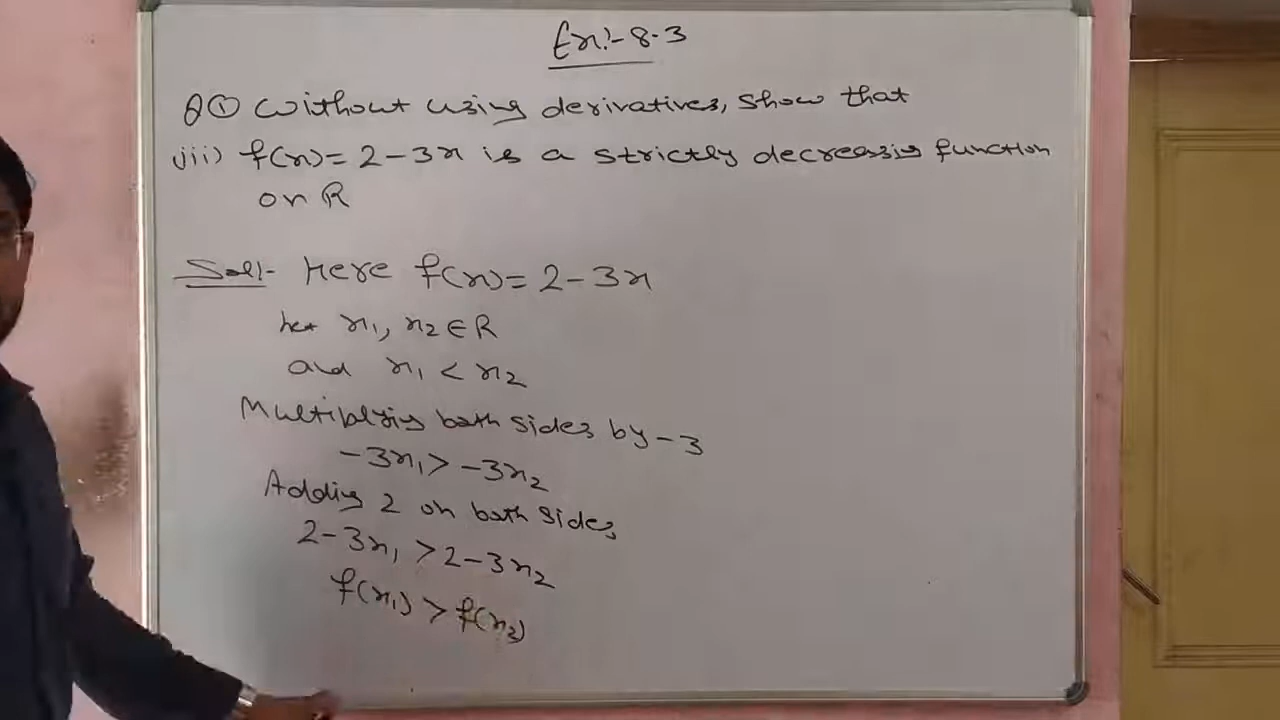 Ex:- 8.3
Q① Without using derivatives, show that
iii) f(x) = 2 - 3x is a strictly decreasing function
on R
Sol:- Here f(x) = 2 - 3x
let x₁, x₂ ∈ R
and x₁ < x₂
Multiplying both sides by -3
-3x₁ > -3x₂
Adding 2 on both sides,
2 - 3x₁ > 2 - 3x₂
f(x₁) > f(x₂)